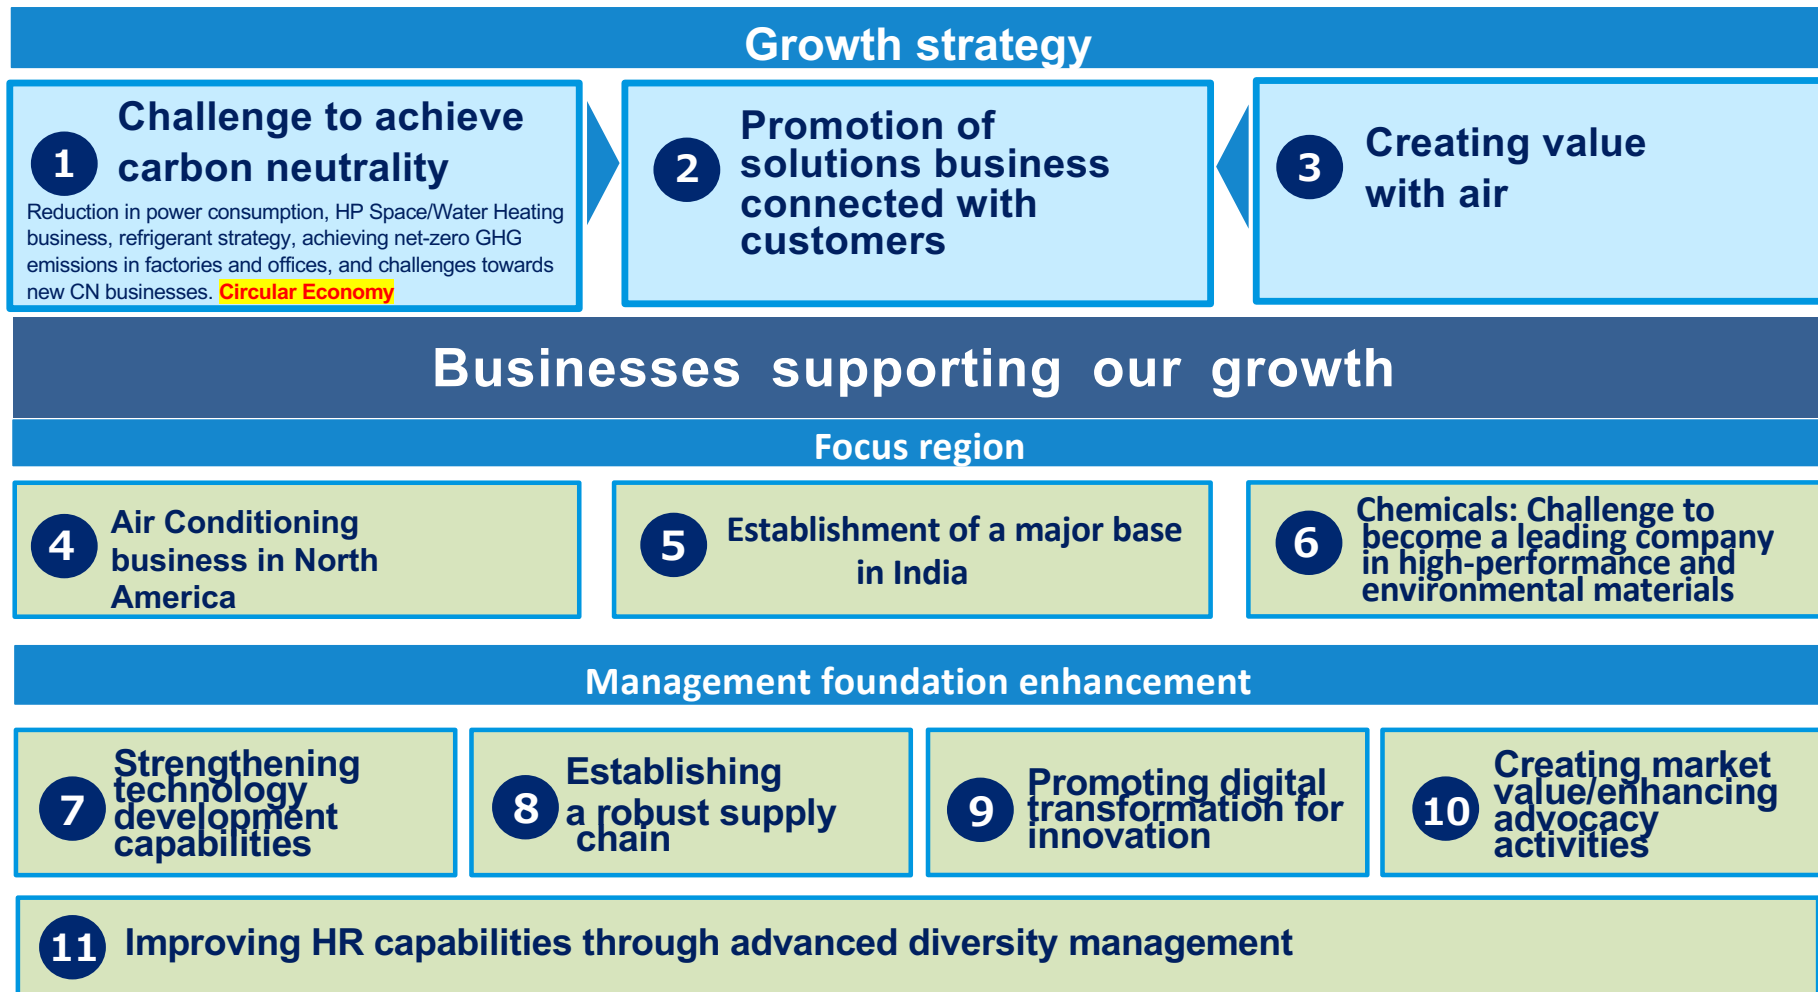 Growth strategy
1
Challenge to achieve
carbon neutrality
Reduction in power consumption, HP Space/Water Heating
business, refrigerant strategy, achieving net-zero GHG
emissions in factories and offices, and challenges towards
new CN businesses. Circular Economy
2
Promotion of
solutions business
connected with
customers
3
Creating value
with air
Businesses supporting our growth
Focus region
4
Air Conditioning
business in North
America
5
Establishment of a major base
in India
6
Chemicals: Challenge to
become a leading company
in high-performance and
environmental materials
Management foundation enhancement
7
Strengthening
technology
development
capabilities
8
Establishing
a robust supply
chain
9
Promoting digital
transformation for
innovation
10
Creating market
value/enhancing
advocacy
activities
11
Improving HR capabilities through advanced diversity management